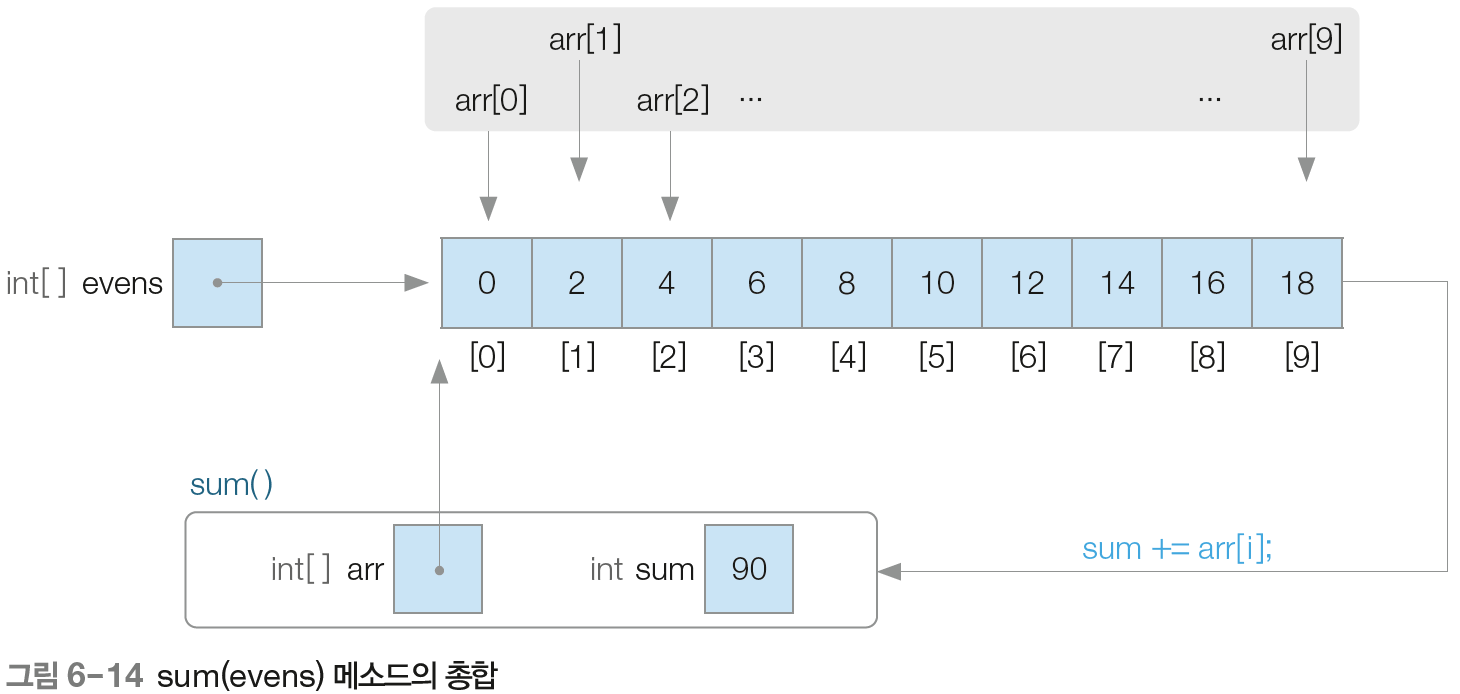 arr[1] arr[9]
arr[0] arr[2] ··· ···
int[ ] evens 0 2 4 6 8 10 12 14 16 18
[0] [1] [2] [3] [4] [5] [6] [7] [8] [9]
sum( )
sum += arr[i];
int[ ] arr int sum 90
그림 6-14 sum(evens) 메소드의 총합